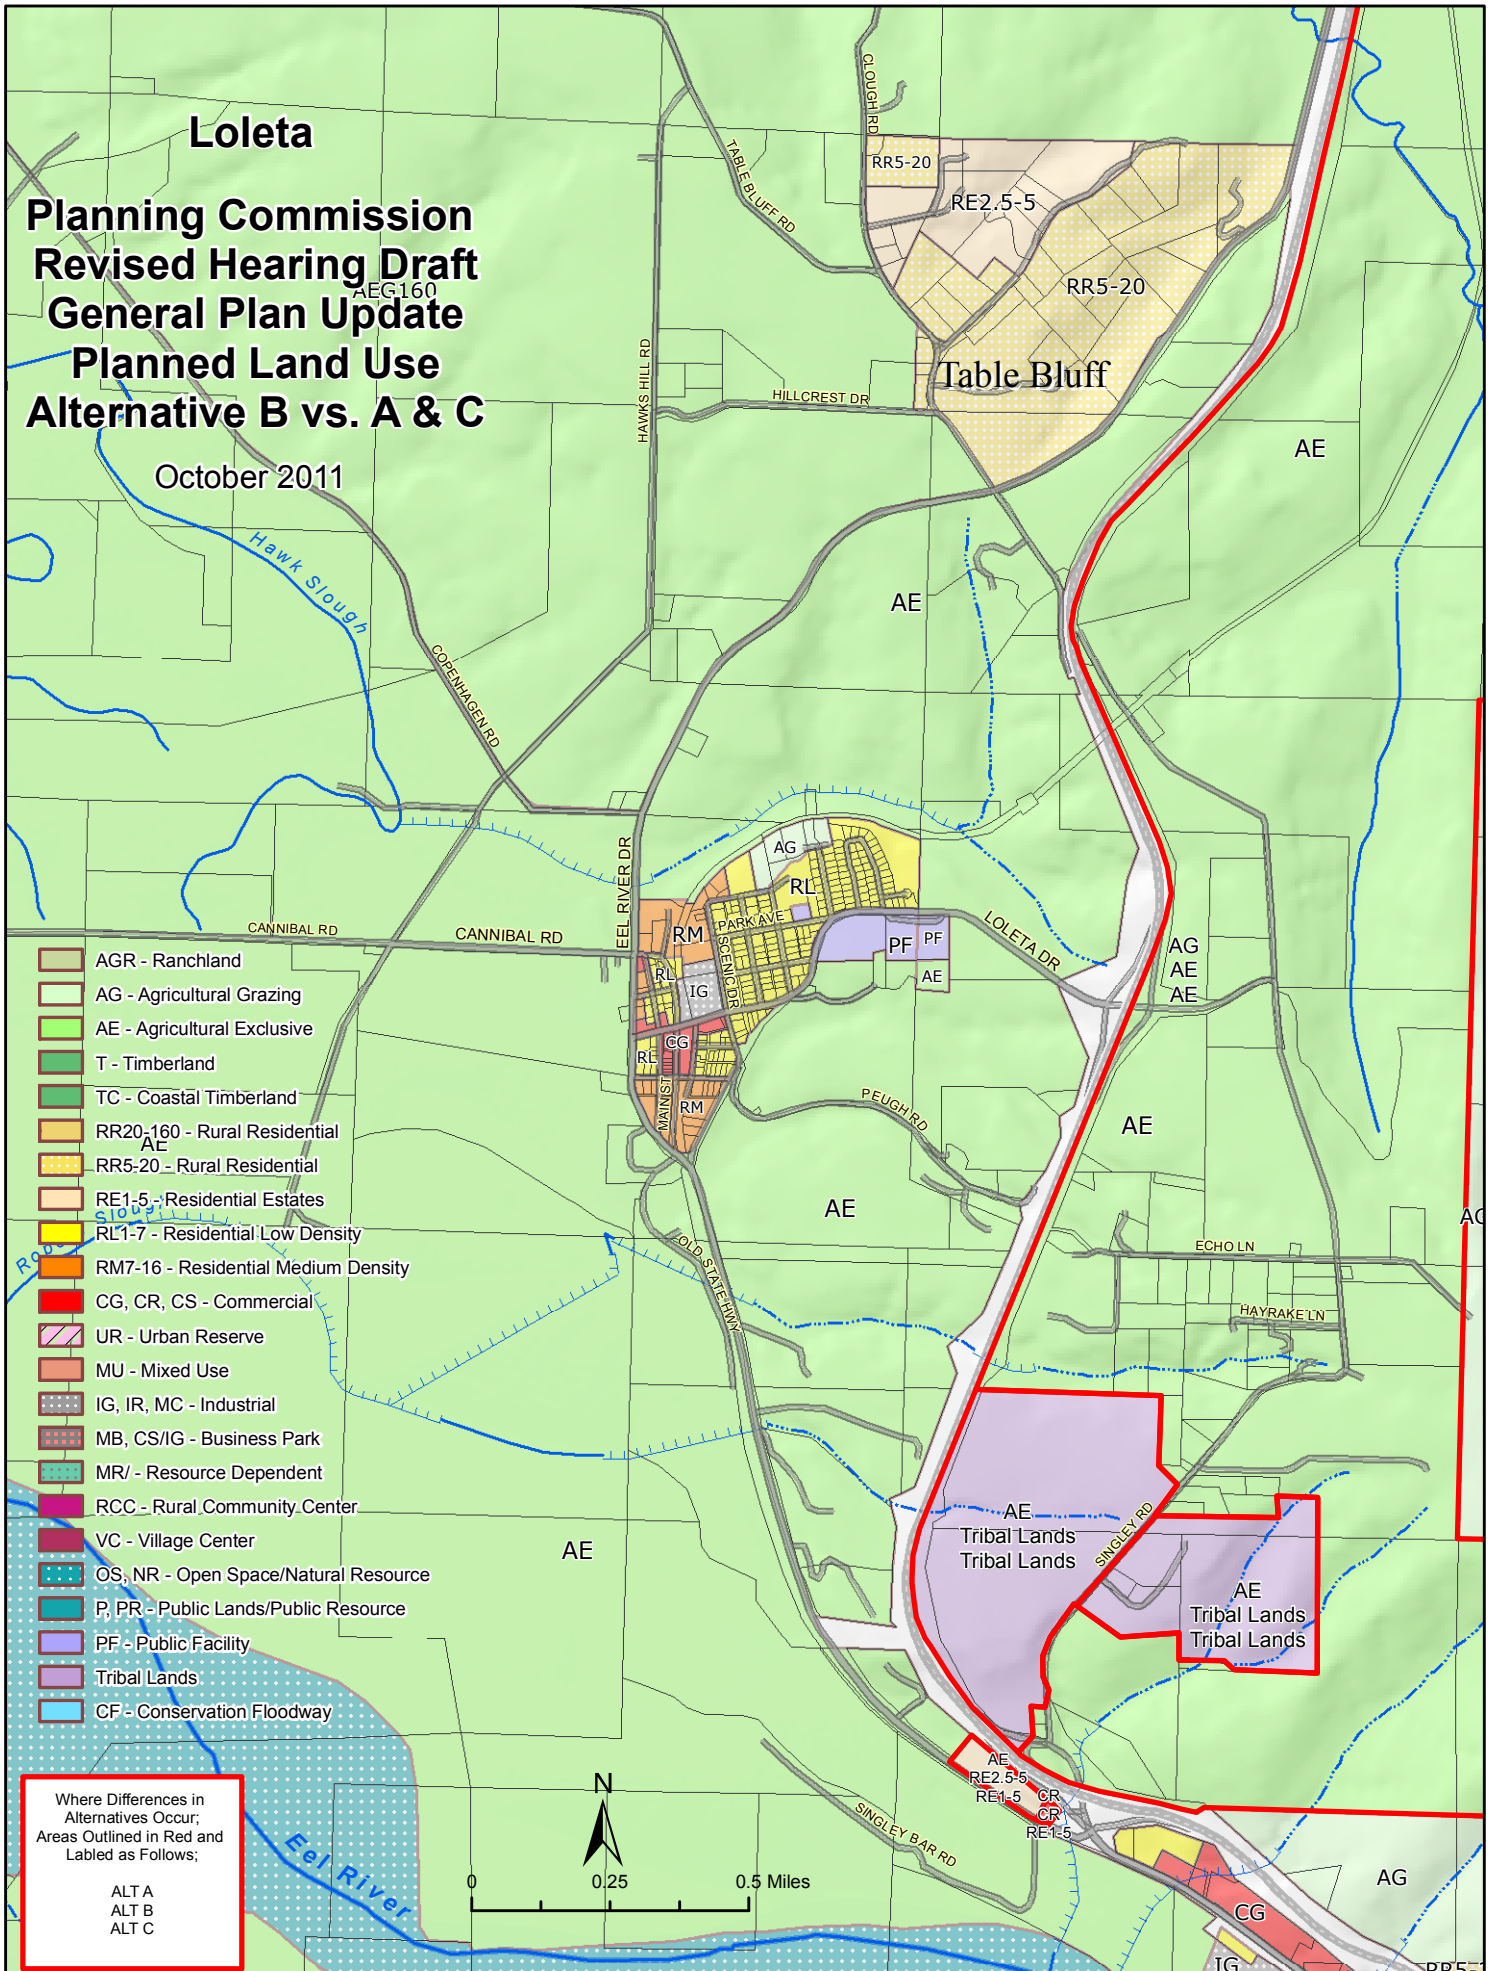 Loleta
Planning Commission
Revised Hearing Draft
General Plan Update
Planned Land Use
Alternative B vs. A & C
October 2011
AEG160
CLOUGH RD
TABLE BLUFF RD
RR5-20
RE2.5-5
RR5-20
Table Bluff
HAWKS HILL RD
HILLCREST DR
AE
Hawk Slough
AE
COPENHAGEN RD
EEL RIVER DR
AG
RL
PARK AVE
SCENIC DR
RM
CANNIBAL RD
CANNIBAL RD
RL
IG
PF
PF
AE
LOLETA DR
AG
AE
AE
CG
RL
MAIN ST
RM
PEUGH RD
AE
AE
OLD STATE HWY
ECHO LN
HAYRAKE LN
AGR - Ranchland
AG - Agricultural Grazing
AE - Agricultural Exclusive
T - Timberland
TC - Coastal Timberland
RR20-160 - Rural Residential
AE
RR5-20 - Rural Residential
RE1-5 - Residential Estates
Slough
RL1-7 - Residential Low Density
RM7-16 - Residential Medium Density
CG, CR, CS - Commercial
UR - Urban Reserve
MU - Mixed Use
IG, IR, MC - Industrial
MB, CS/IG - Business Park
MR/ - Resource Dependent
RCC - Rural Community Center
VC - Village Center
OS, NR - Open Space/Natural Resource
P, PR - Public Lands/Public Resource
PF - Public Facility
Tribal Lands
CF - Conservation Floodway
AE
AE
Tribal Lands
Tribal Lands
SINGLEY RD
AE
Tribal Lands
Tribal Lands
AE
RE2.5-5
RE1-5
CR
CR
RE1-5
SINGLEY BAR RD
Where Differences in
Alternatives Occur;
Areas Outlined in Red and
Labled as Follows;
ALT A
ALT B
ALT C
Eel River
N
0 0.25 0.5 Miles
AG
CG
IG